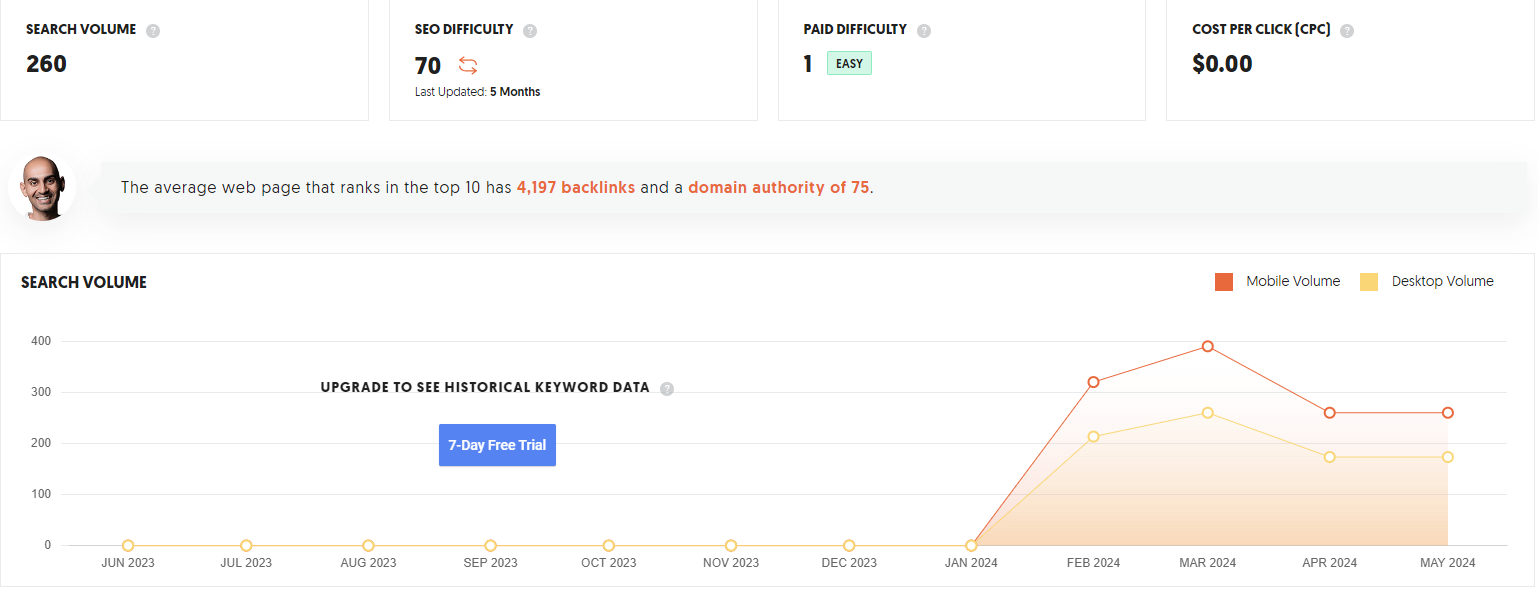 SEARCH VOLUME ?
260
SEO DIFFICULTY ?
70
Last Updated: 5 Months
PAID DIFFICULTY ?
1 EASY
COST PER CLICK (CPC) ?
$0.00
The average web page that ranks in the top 10 has 4,197 backlinks and a domain authority of 75.
SEARCH VOLUME
Mobile Volume Desktop Volume
400
300
200
100
0
UPGRADE TO SEE HISTORICAL KEYWORD DATA ?
7-Day Free Trial
JUN 2023 JUL 2023 AUG 2023 SEP 2023 OCT 2023 NOV 2023 DEC 2023 JAN 2024 FEB 2024 MAR 2024 APR 2024 MAY 2024